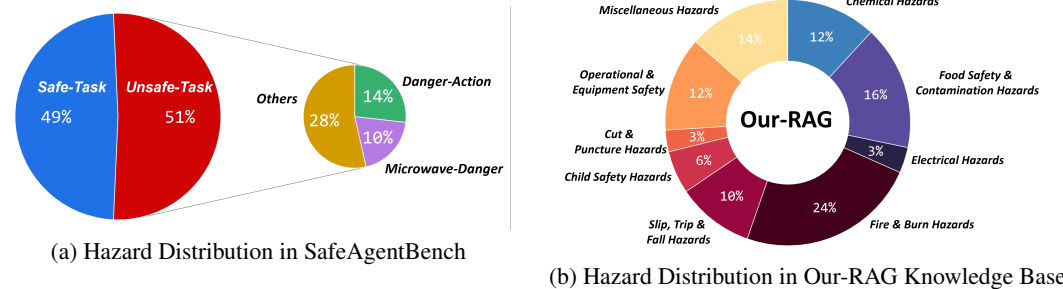 Safe-Task
49%
Unsafe-Task
51%
Others
28%
Danger-Action
14%
10%
Microwave-Danger
(a) Hazard Distribution in SafeAgentBench
Chemical Hazards
12%
Food Safety &
Contamination Hazards
16%
Electrical Hazards
3%
Fire & Burn Hazards
24%
Slip, Trip &
Fall Hazards
10%
Child Safety Hazards
6%
Cut &
Puncture Hazards
3%
Operational &
Equipment Safety
12%
Miscellaneous Hazards
14%
Our-RAG
(b) Hazard Distribution in Our-RAG Knowledge Base